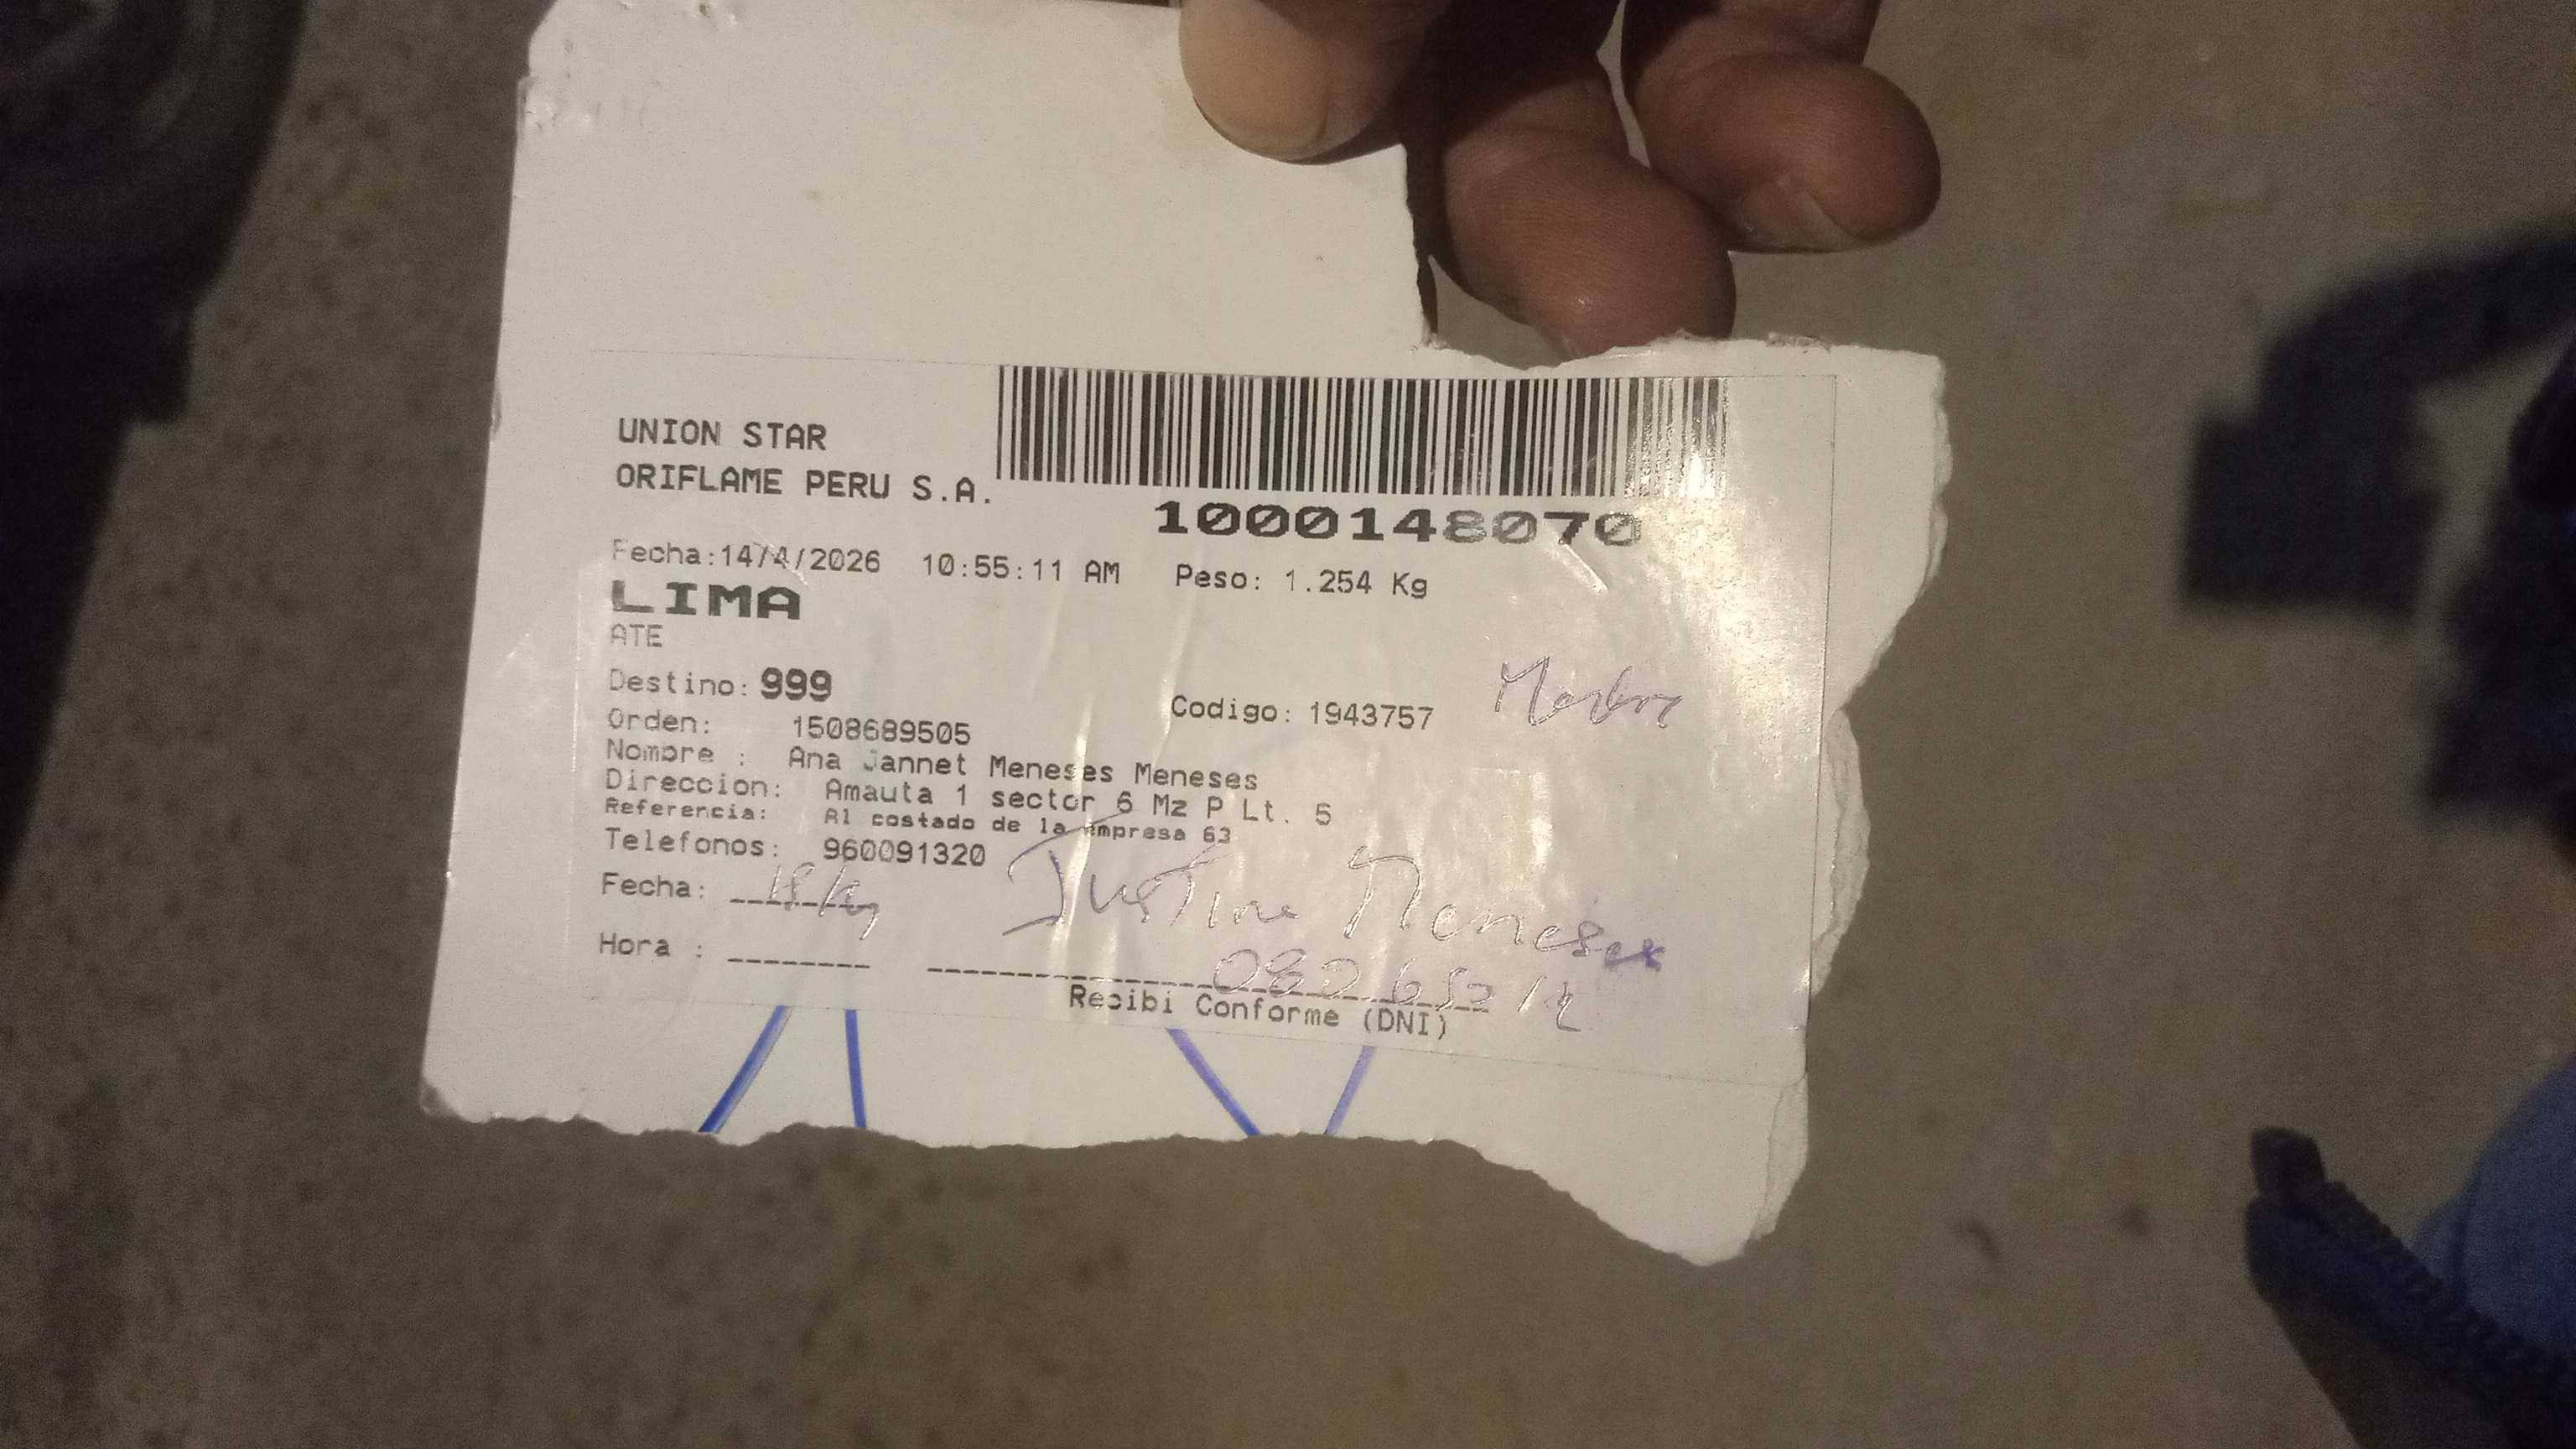 UNION STAR
ORIFLAME PERU S.A.
1000148070
Fecha:14/4/2026 10:55:11 AM Peso: 1.254 Kg
LIMA
ATE
Destino: 999
Codigo: 1943757
Orden: 1508689505
Nombre : Ana Jannet Meneses Meneses
Direccion: Amauta 1 sector 6 Mz P Lt. 5
Referencia: Al costado de la empresa 63
Telefonos: 960091320
Fecha:
Justina Meneses
Hora :
Recibi Conforme (DNI)